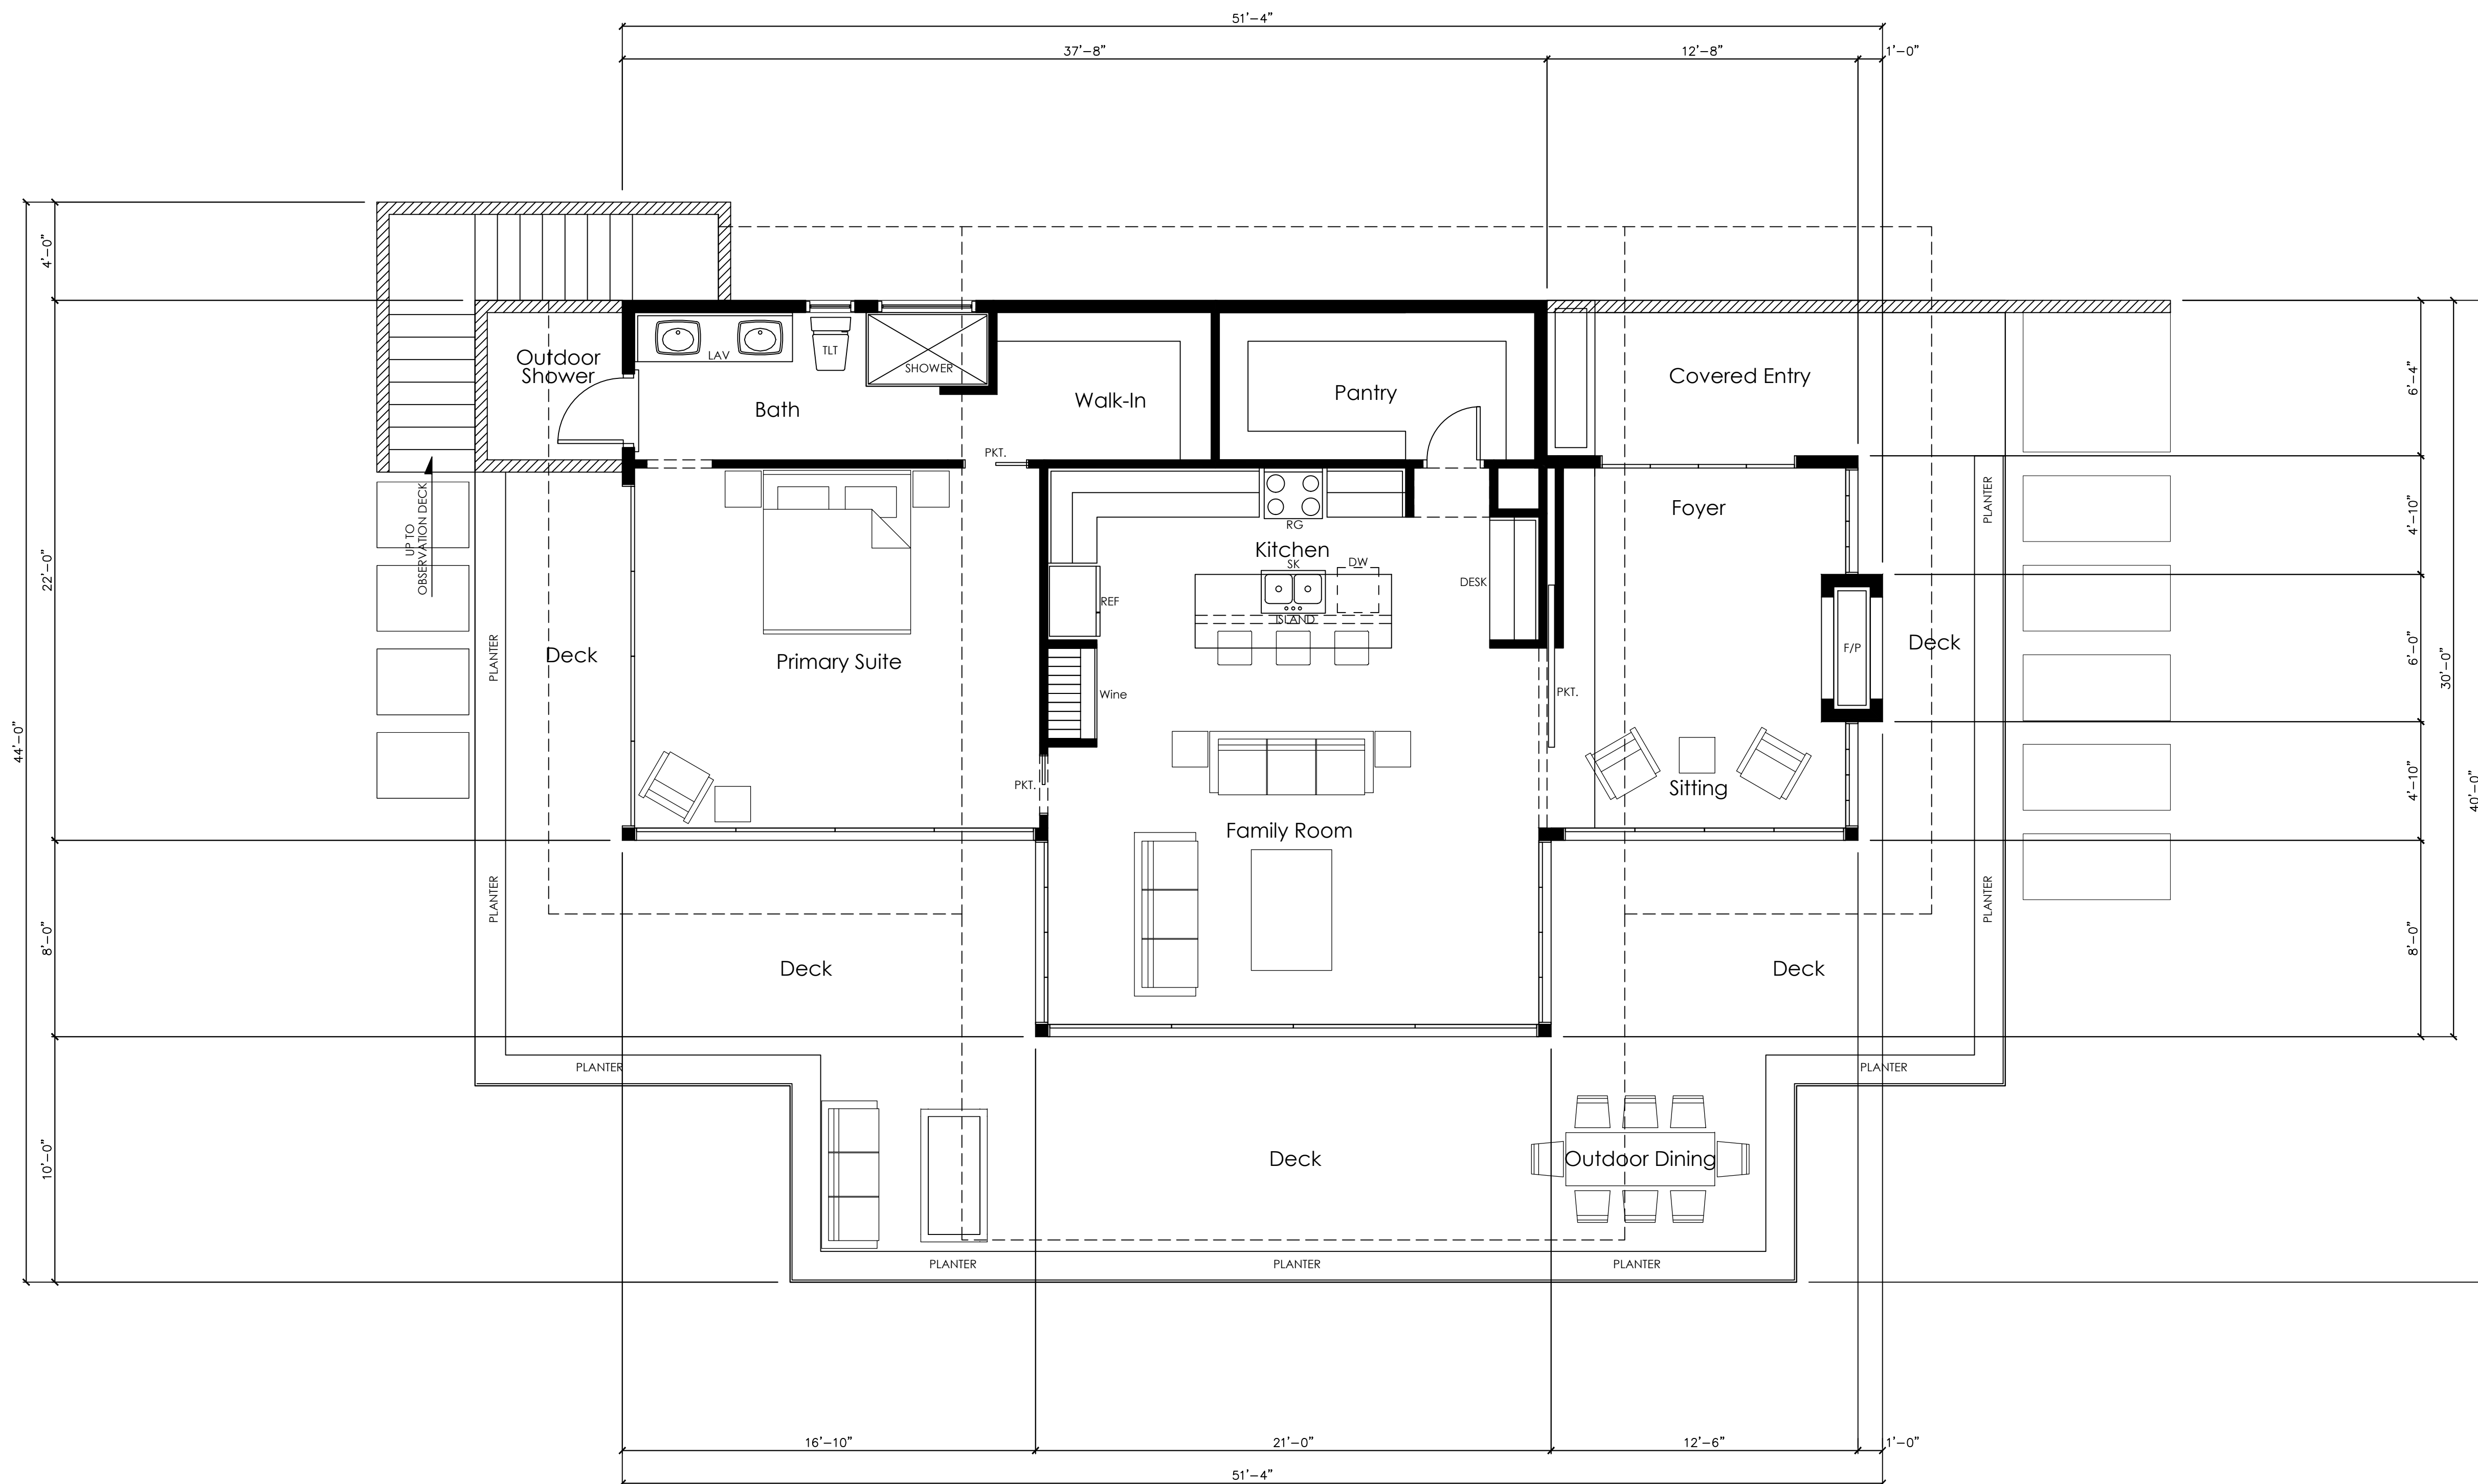 51'-4"
37'-8"
12'-8"
1'-0"
4'-0"
22'-0"
44'-0"
8'-0"
10'-0"
Outdoor
Shower
LAV
TLT
SHOWER
Bath
Walk-In
Pantry
Covered Entry
PKT.
UP TO
OBSERVATION DECK
PLANTER
PLANTER
Deck
Primary Suite
RG
Kitchen
SK
DW
ISLAND
REF
DESK
Wine
PKT.
PKT.
Family Room
Foyer
F/P
Sitting
Deck
PLANTER
PLANTER
6'-4"
4'-10"
6'-0"
30'-0"
4'-10"
40'-0"
8'-0"
Deck
Deck
PLANTER
PLANTER
Deck
Outdoor Dining
PLANTER
PLANTER
PLANTER
16'-10"
21'-0"
12'-6"
1'-0"
51'-4"